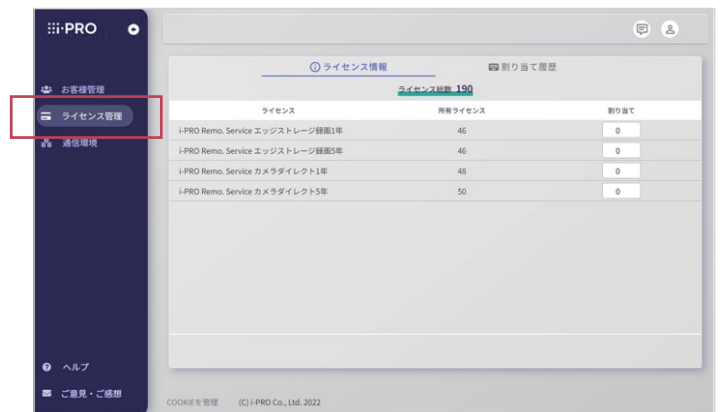 i-PRO
お客様管理
ライセンス管理
通信環境
ヘルプ
ご意見・ご感想
ライセンス情報
割り当て履歴
ライセンス総数 190
ライセンス 所有ライセンス 割り当て
i-PRO Remo. Service エッジストレージ録画1年 46 0
i-PRO Remo. Service エッジストレージ録画5年 46 0
i-PRO Remo. Service カメラダイレクト1年 48 0
i-PRO Remo. Service カメラダイレクト5年 50 0
COOKIEを管理 (C) i-PRO Co., Ltd. 2022